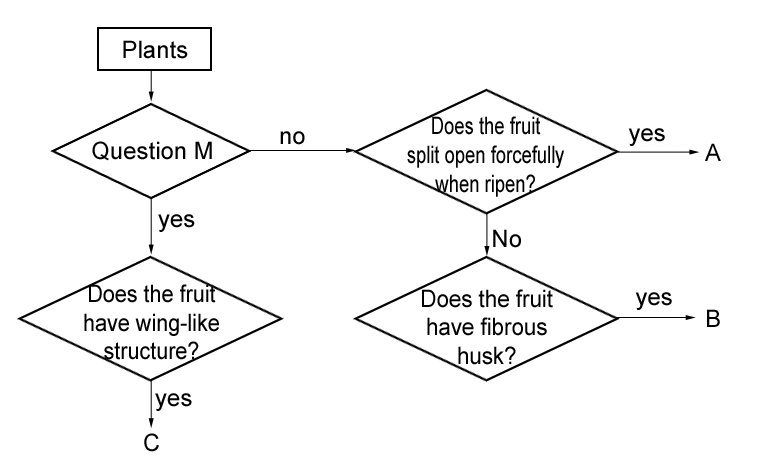 Plants
Question M
no
Does the fruit
split open forcefully
when ripen?
yes
A
yes
No
Does the fruit
have wing-like
structure?
Does the fruit
have fibrous
husk?
yes
B
yes
C